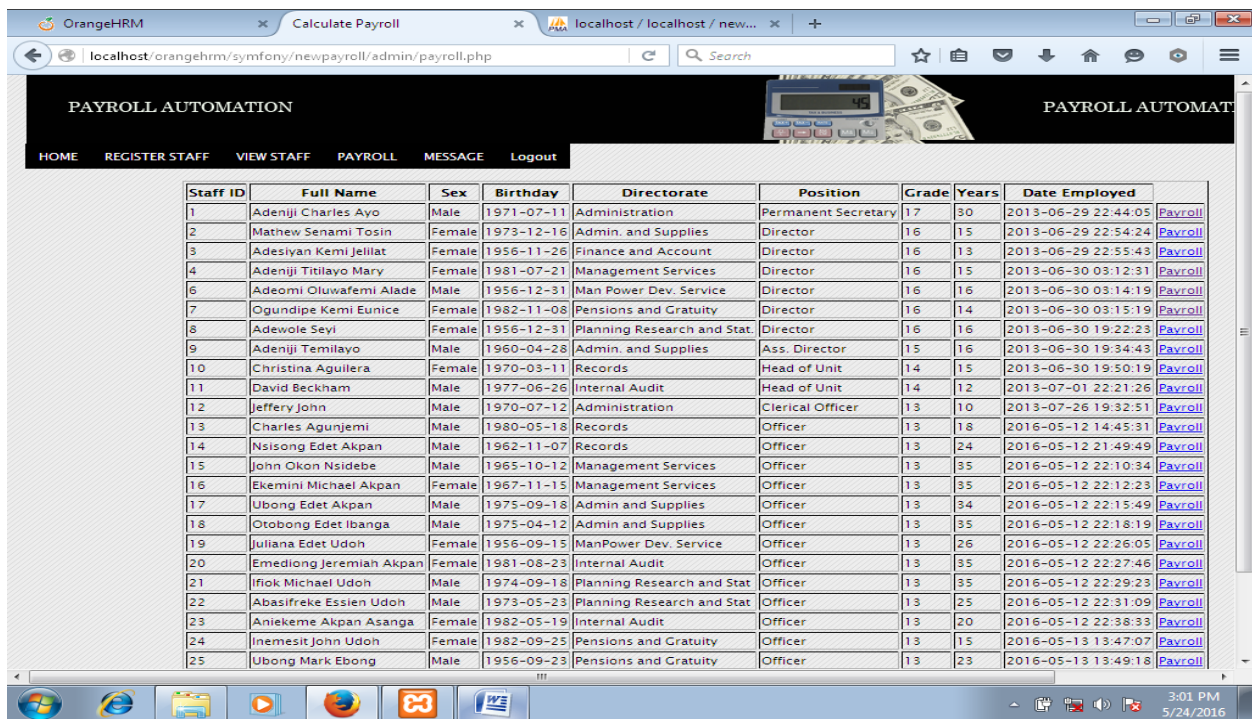 OrangeHRM
Calculate Payroll
localhost / localhost / new...
localhost/orangehrm/symfony/newpayroll/admin/payroll.php
Search
PAYROLL AUTOMATION
45
PAYROLL AUTOMATI
HOME REGISTER STAFF VIEW STAFF PAYROLL MESSAGE Logout
Staff ID Full Name Sex Birthday Directorate Position Grade Years Date Employed
1 Adeniji Charles Ayo Male 1971-07-11 Administration Permanent Secretary 17 30 2013-06-29 22:44:05 Payroll
2 Mathew Senami Tosin Female 1973-12-16 Admin. and Supplies Director 16 15 2013-06-29 22:54:24 Payroll
3 Adesiyan Kemi Jelilat Female 1956-11-26 Finance and Account Director 16 13 2013-06-29 22:55:43 Payroll
4 Adeniji Titilayo Mary Female 1981-07-21 Management Services Director 16 15 2013-06-30 03:12:31 Payroll
6 Adeomi Oluwafemi Alade Male 1956-12-31 Man Power Dev. Service Director 16 16 2013-06-30 03:14:19 Payroll
7 Ogundipe Kemi Eunice Female 1982-11-08 Pensions and Gratuity Director 16 14 2013-06-30 03:15:19 Payroll
8 Adewole Seyi Female 1956-12-31 Planning Research and Stat. Director 16 16 2013-06-30 19:22:23 Payroll
9 Adeniji Temilayo Male 1960-04-28 Admin. and Supplies Ass. Director 15 16 2013-06-30 19:34:43 Payroll
10 Christina Aguilera Female 1970-03-11 Records Head of Unit 14 15 2013-06-30 19:50:19 Payroll
11 David Beckham Male 1977-06-26 Internal Audit Head of Unit 14 12 2013-07-01 22:21:26 Payroll
12 Jeffery John Male 1970-07-12 Administration Clerical Officer 13 10 2013-07-26 19:32:51 Payroll
13 Charles Agunjemi Male 1980-05-18 Records Officer 13 18 2016-05-12 14:45:31 Payroll
14 Nsisong Edet Akpan Male 1962-11-07 Records Officer 13 24 2016-05-12 21:49:49 Payroll
15 John Okon Nsidebe Male 1965-10-12 Management Services Officer 13 35 2016-05-12 22:10:34 Payroll
16 Ekemini Michael Akpan Female 1967-11-15 Management Services Officer 13 35 2016-05-12 22:12:23 Payroll
17 Ubong Edet Akpan Male 1975-09-18 Admin and Supplies Officer 13 34 2016-05-12 22:15:49 Payroll
18 Otobong Edet Ibanga Male 1975-04-12 Admin and Supplies Officer 13 35 2016-05-12 22:18:19 Payroll
19 Juliana Edet Udoh Female 1956-09-15 ManPower Dev. Service Officer 13 26 2016-05-12 22:26:05 Payroll
20 Emediong Jeremiah Akpan Female 1981-08-23 Internal Audit Officer 13 35 2016-05-12 22:27:46 Payroll
21 Ifiok Michael Udoh Male 1974-09-18 Planning Research and Stat Officer 13 35 2016-05-12 22:29:23 Payroll
22 Abasifreke Essien Udoh Male 1973-05-23 Planning Research and Stat Officer 13 25 2016-05-12 22:31:09 Payroll
23 Aniekeme Akpan Asanga Female 1982-05-19 Internal Audit Officer 13 20 2016-05-12 22:38:33 Payroll
24 Inemesit John Udoh Female 1982-09-25 Pensions and Gratuity Officer 13 15 2016-05-13 13:47:07 Payroll
25 Ubong Mark Ebong Male 1956-09-23 Pensions and Gratuity Officer 13 23 2016-05-13 13:49:18 Payroll
3:01 PM
5/24/2016